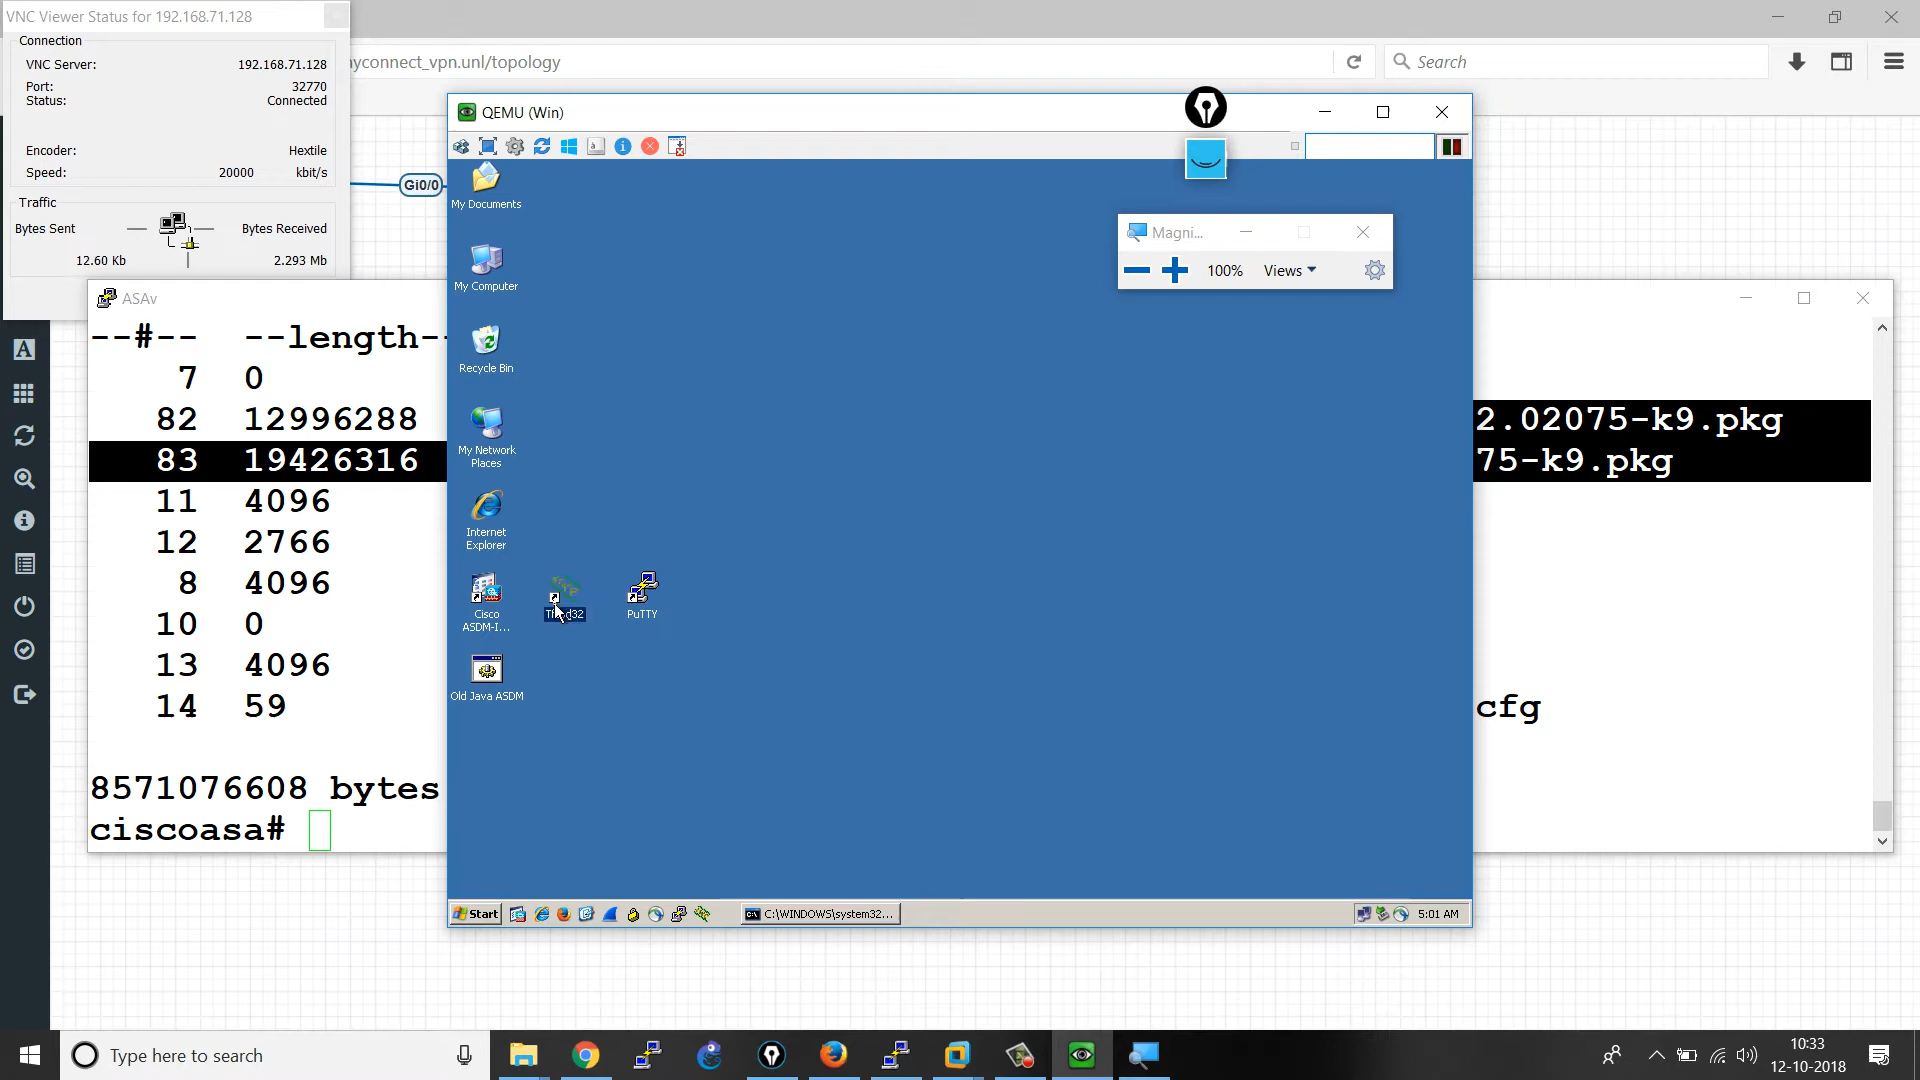 VNC Viewer Status for 192.168.71.128
Connection
VNC Server: 192.168.71.128
Port: 32770
Status: Connected
Encoder: Hextile
Speed: 20000 kbit/s
Traffic
Bytes Sent Bytes Received
12.60 Kb 2.293 Mb
yconnect_vpn.unl/topology
Search
Gi0/0
QEMU (Win)
My Documents
My Computer
Recycle Bin
My Network
Places
Internet
Explorer
Cisco
ASDM-I...
PuTTY
Old Java ASDM
Magni...
100% Views
ASAv
--#-- --length--
7 0
82 12996288 2.02075-k9.pkg
83 19426316 75-k9.pkg
11 4096
12 2766
8 4096
10 0
13 4096
14 59 cfg
8571076608 bytes
ciscoasa#
Start
C:\WINDOWS\system32...
5:01 AM
Type here to search
10:33
12-10-2018